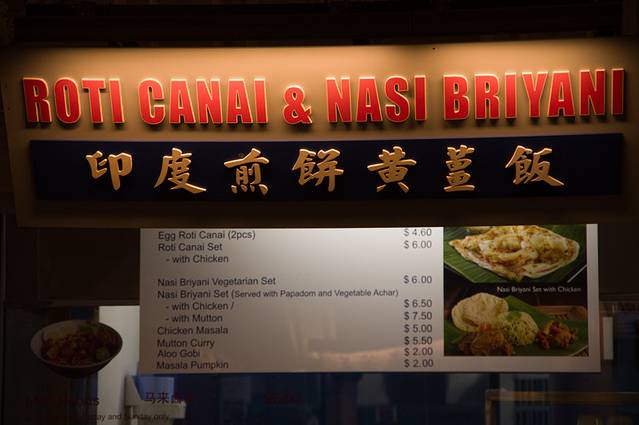 ROTI CANAI & NASI BRIYANI
印度煎餅黃薑飯
Egg Roti Canai (2pcs) $ 4.60
Roti Canai Set $ 6.00
- with Chicken
Nasi Briyani Vegetarian Set $ 6.00
Nasi Briyani Set (Served with Papadom and Vegetable Achar)
- with Chicken / $ 6.50
- with Mutton $ 7.50
Chicken Masala $ 5.00
Mutton Curry $ 5.50
Aloo Gobi $ 2.00
Masala Pumpkin $ 2.00
Nasi Briyani Set with Chicken
马来
and Sunday only